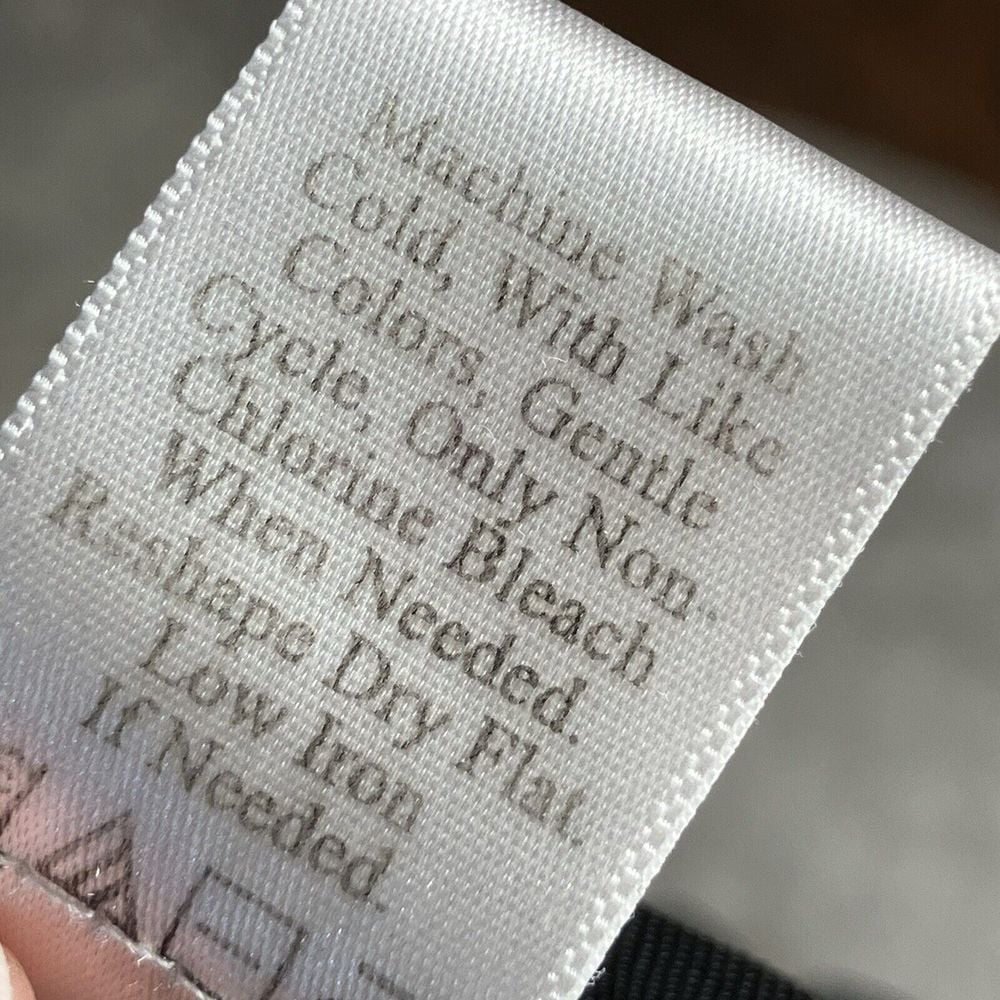 Machine Wash
Cold, With Like
Colors, Gentle
Cycle, Only Non-
Chlorine Bleach
When Needed.
Reshape Dry Flat.
Low Iron
If Needed.